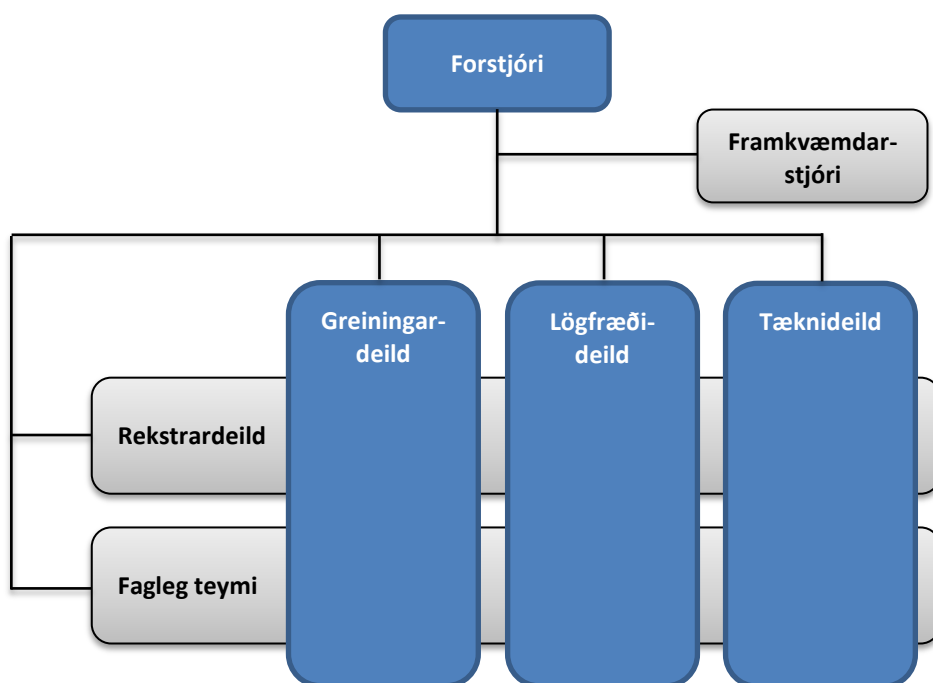 Forstjóri
Framkvæmdar-
stjóri
Greiningar-
deild
Lögfræði-
deild
Tæknideild
Rekstrardeild
Fagleg teymi